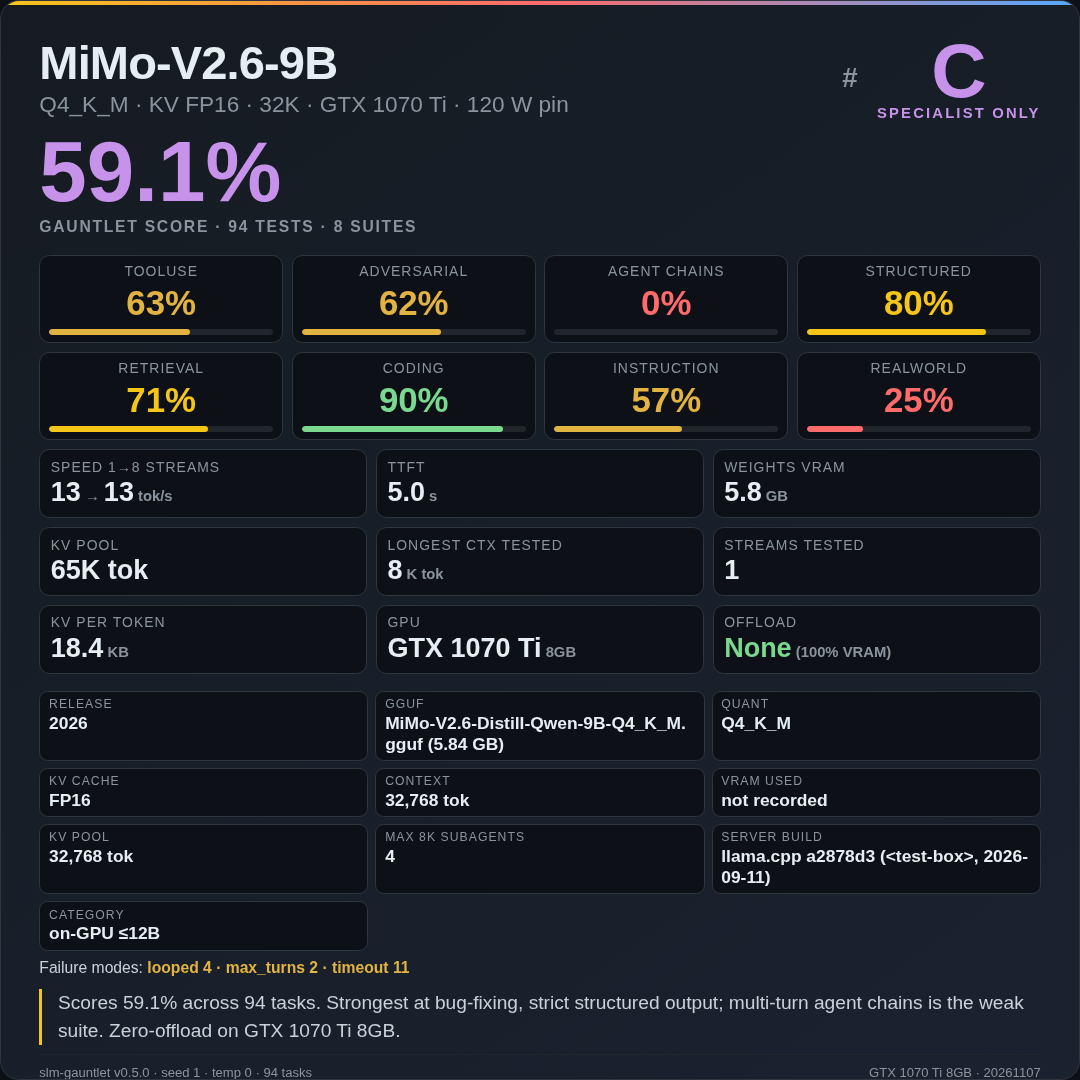 MiMo-V2.6-9B
Q4_K_M · KV FP16 · 32K · GTX 1070 Ti · 120 W pin
#
C
SPECIALIST ONLY
59.1%
GAUNTLET SCORE · 94 TESTS · 8 SUITES
TOOLUSE
63%
ADVERSARIAL
62%
AGENT CHAINS
0%
STRUCTURED
80%
RETRIEVAL
71%
CODING
90%
INSTRUCTION
57%
REALWORLD
25%
SPEED 1→8 STREAMS
13 → 13 tok/s
TTFT
5.0 s
WEIGHTS VRAM
5.8 GB
KV POOL
65K tok
LONGEST CTX TESTED
8 K tok
STREAMS TESTED
1
KV PER TOKEN
18.4 KB
GPU
GTX 1070 Ti 8GB
OFFLOAD
None (100% VRAM)
RELEASE
2026
GGUF
MiMo-V2.6-Distill-Qwen-9B-Q4_K_M.
gguf (5.84 GB)
QUANT
Q4_K_M
KV CACHE
FP16
CONTEXT
32,768 tok
VRAM USED
not recorded
KV POOL
32,768 tok
MAX 8K SUBAGENTS
4
SERVER BUILD
llama.cpp a2878d3 (<test-box>, 2026-
09-11)
CATEGORY
on-GPU ≤12B
Failure modes: looped 4 · max_turns 2 · timeout 11
Scores 59.1% across 94 tasks. Strongest at bug-fixing, strict structured output; multi-turn agent chains is the weak
suite. Zero-offload on GTX 1070 Ti 8GB.
slm-gauntlet v0.5.0 · seed 1 · temp 0 · 94 tasks
GTX 1070 Ti 8GB · 20261107